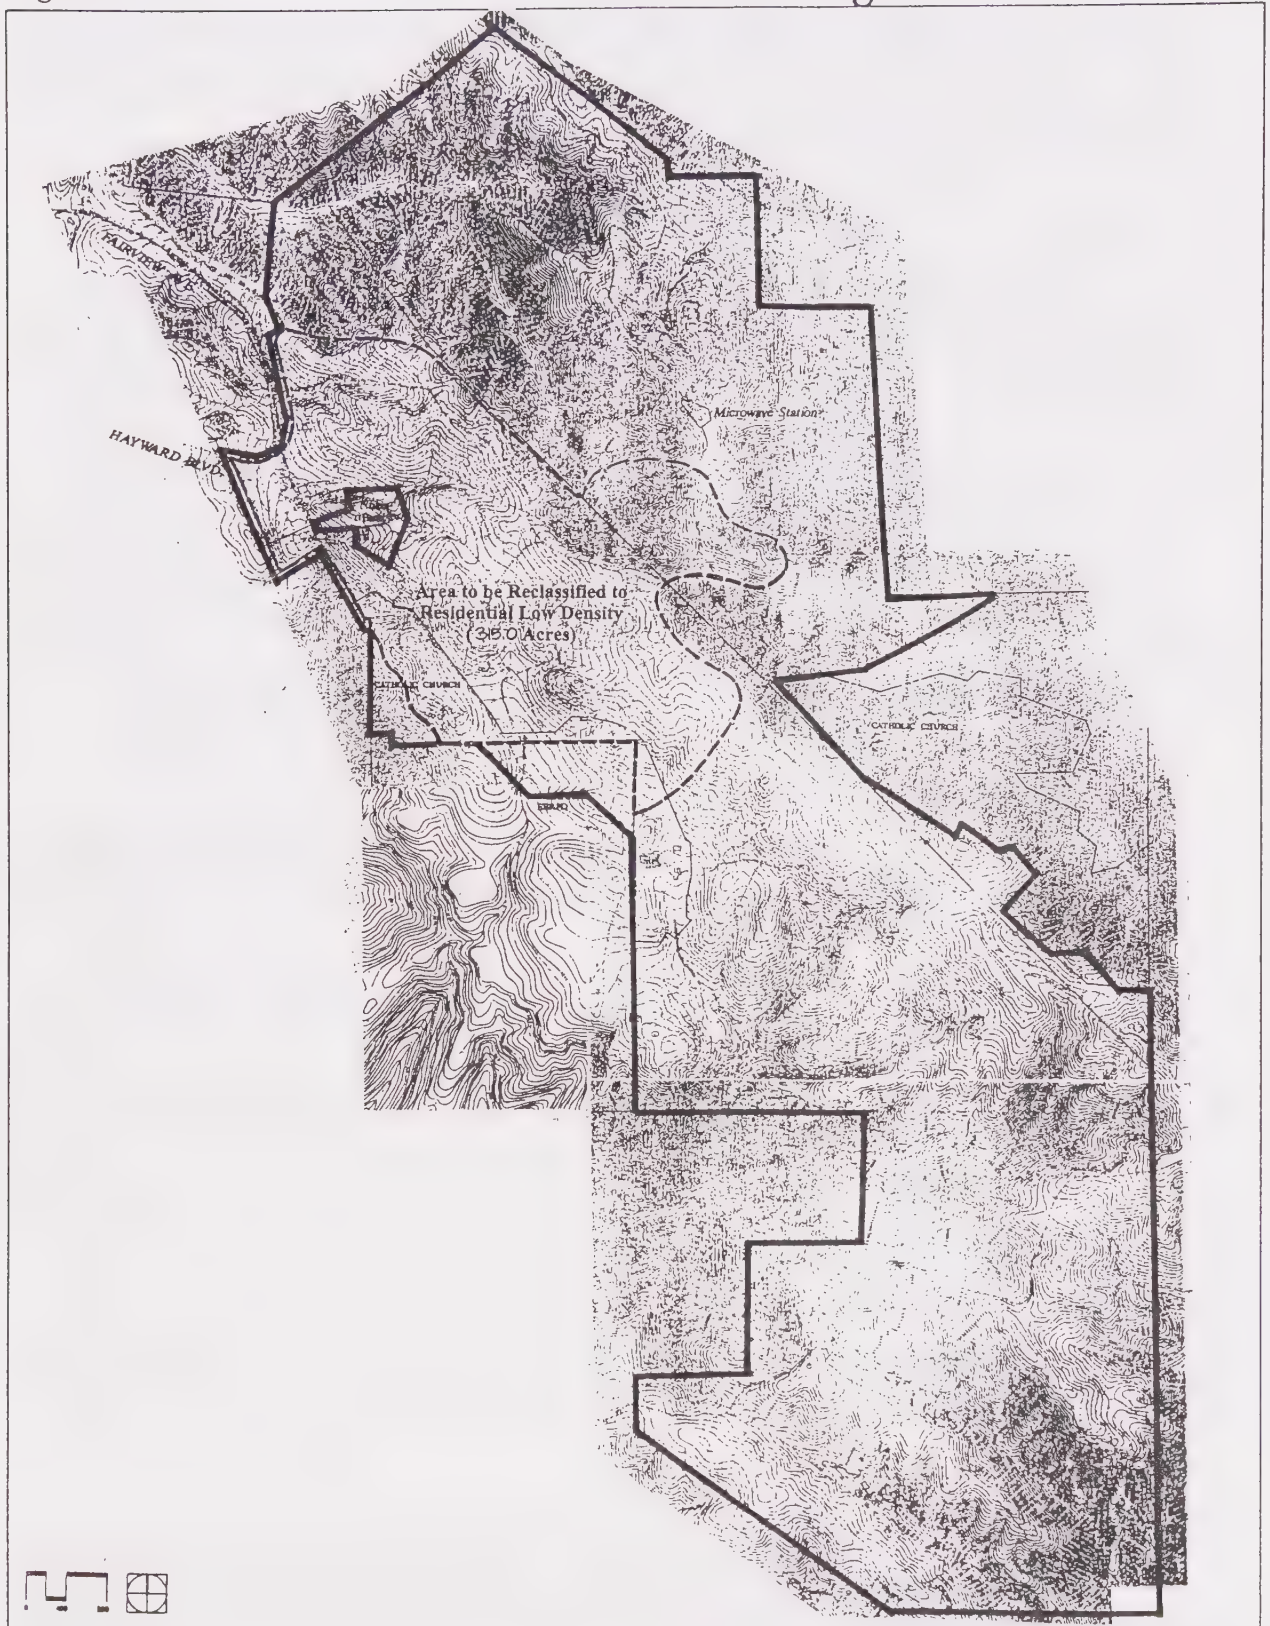 FAIRVIEW
HAYWARD BLVD.
Microwave Station
Area to be Reclassified to
Residential Low Density
(315.0 Acres)
CATHOLIC CHURCH
CATHOLIC CHURCH